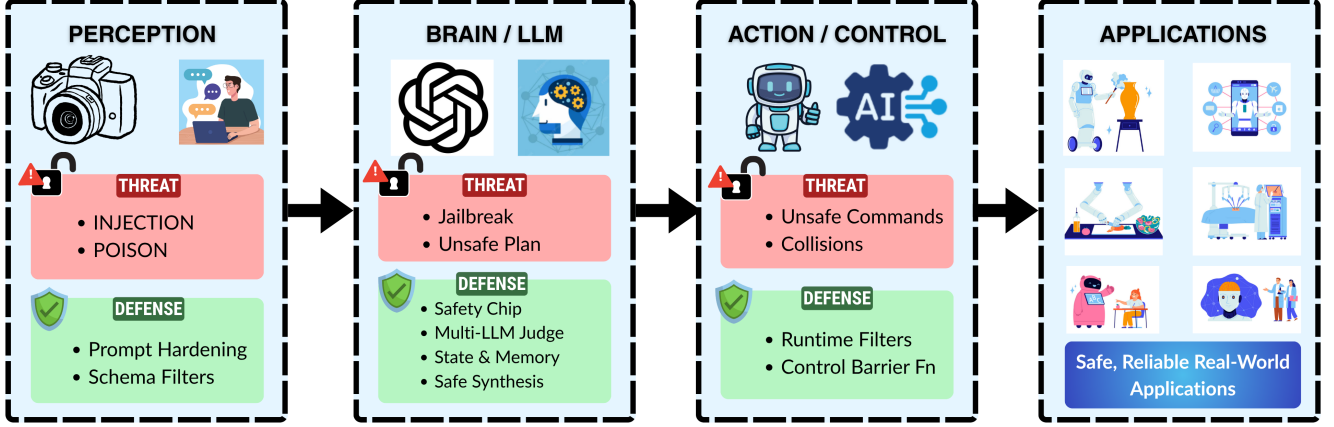 PERCEPTION
THREAT
• INJECTION
• POISON
DEFENSE
• Prompt Hardening
• Schema Filters
BRAIN / LLM
THREAT
• Jailbreak
• Unsafe Plan
DEFENSE
• Safety Chip
• Multi-LLM Judge
• State & Memory
• Safe Synthesis
ACTION / CONTROL
AI
THREAT
• Unsafe Commands
• Collisions
DEFENSE
• Runtime Filters
• Control Barrier Fn
APPLICATIONS
Safe, Reliable Real-World
Applications